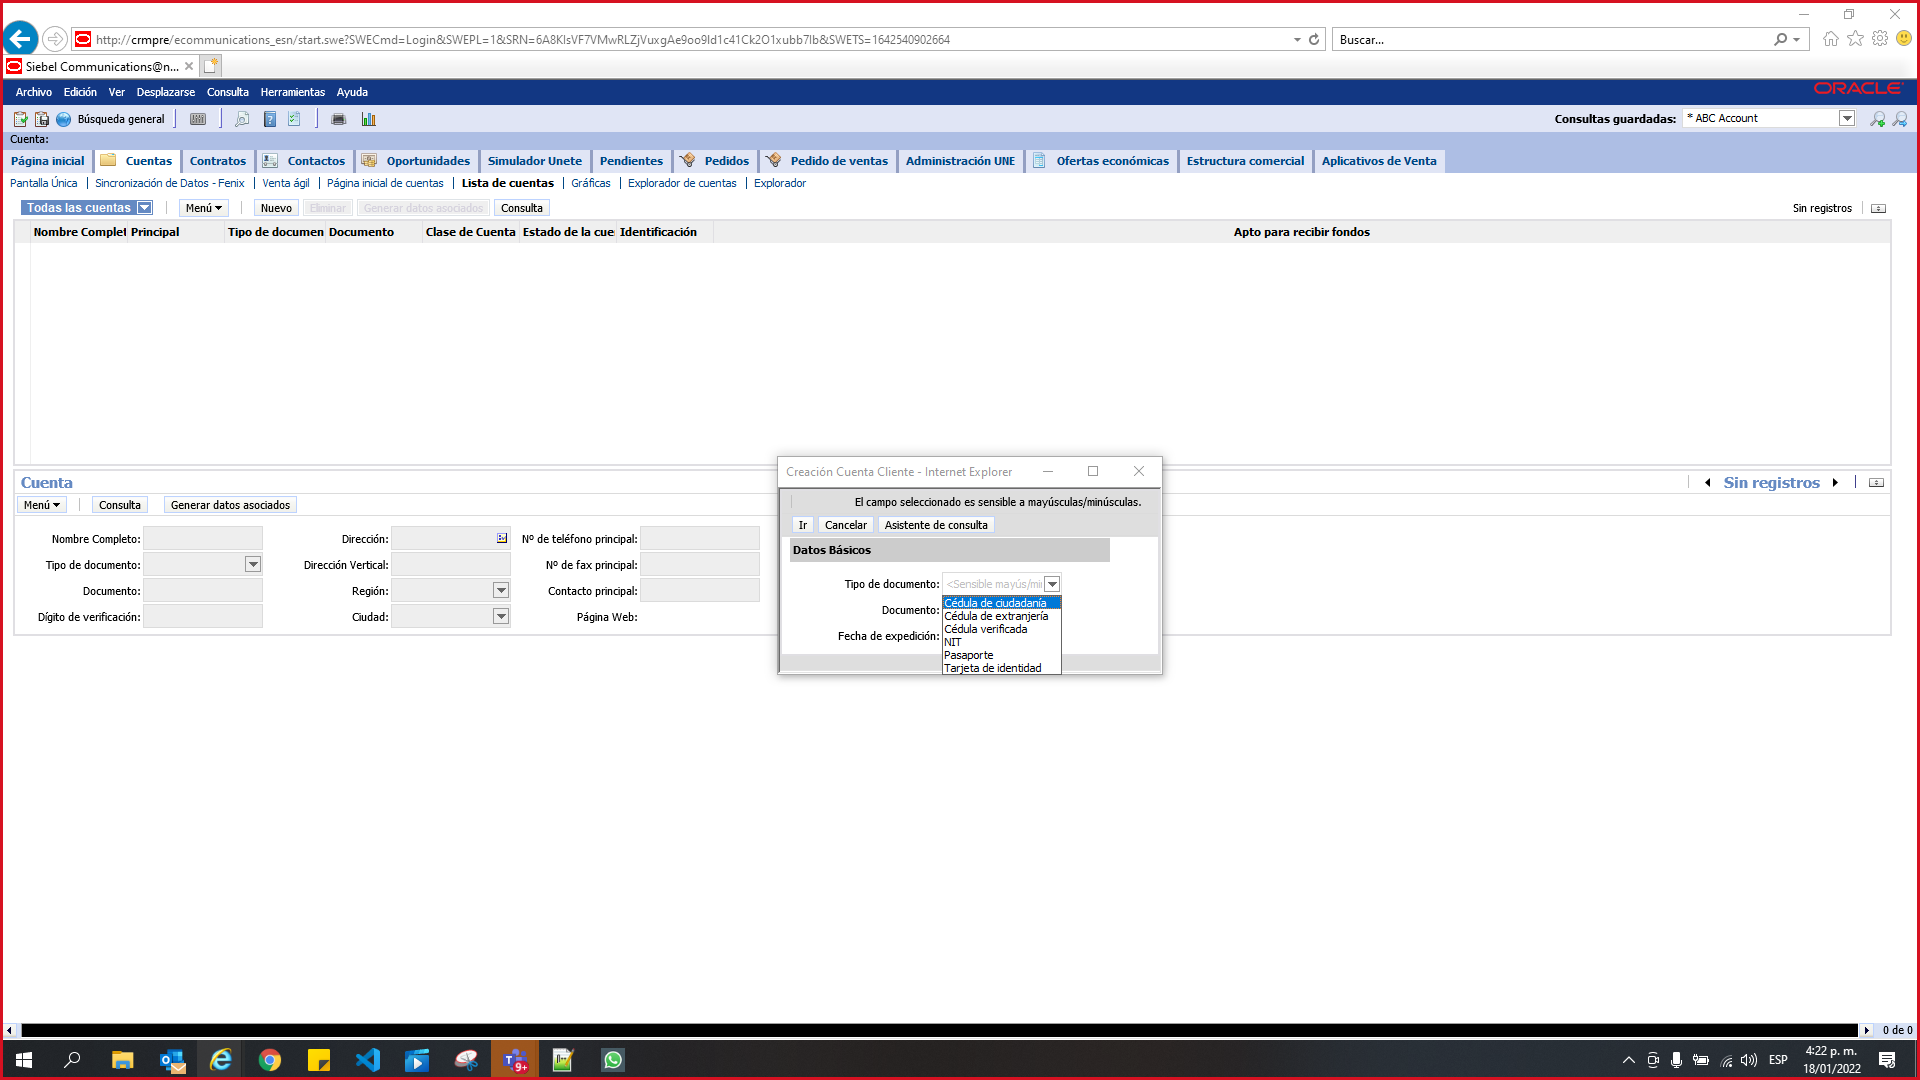 http://crmpre/ecommunications_esn/start.swe?SWECmd=Login&SWEPL=1&SRN=6A8KlsVF7VMwRLZjVuxgAe9oo9Id1c41Ck2O1xubb7Ib&SWETS=1642540902664
Buscar...
Siebel Communications@n...
Archivo Edición Ver Desplazarse Consulta Herramientas Ayuda
ORACLE
Búsqueda general
Consultas guardadas: * ABC Account
Cuenta:
Página inicial Cuentas Contratos Contactos Oportunidades Simulador Unete Pendientes Pedidos Pedido de ventas Administración UNE Ofertas económicas Estructura comercial Aplicativos de Venta
Pantalla Única Sincronización de Datos - Fenix Venta ágil Página inicial de cuentas Lista de cuentas Gráficas Explorador de cuentas Explorador
Todas las cuentas Menú Nuevo Eliminar Generar datos asociados Consulta Sin registros
Nombre Complet Principal Tipo de documen Documento Clase de Cuenta Estado de la cue Identificación Apto para recibir fondos
Creación Cuenta Cliente - Internet Explorer
El campo seleccionado es sensible a mayúsculas/minúsculas.
Ir Cancelar Asistente de consulta
Datos Básicos
Tipo de documento: <Sensible mayús/mi
Cédula de ciudadanía
Cédula de extranjería
Cédula verificada
NIT
Pasaporte
Tarjeta de identidad
Documento:
Fecha de expedición:
Cuenta
Sin registros
Menú Consulta Generar datos asociados
Nombre Completo: Dirección: Nº de teléfono principal:
Tipo de documento: Dirección Vertical: Nº de fax principal:
Documento: Región: Contacto principal:
Dígito de verificación: Ciudad: Página Web:
0 de 0
9+
ESP
4:22 p. m.
18/01/2022